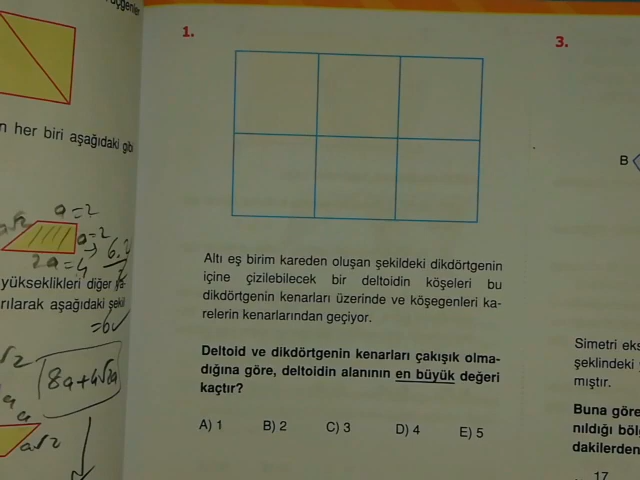 1.
Altı eş birim kareden oluşan şekildeki dikdörtgenin
içine çizilebilecek bir deltoidin köşeleri bu
dikdörtgenin kenarları üzerinde ve köşegenleri ka-
relerin kenarlarından geçiyor.
Deltoid ve dikdörtgenin kenarları çakışık olma-
dığına göre, deltoidin alanının en büyük değeri
kaçtır?
A) 1 B) 2 C) 3 D) 4 E) 5
n her biri aşağıdaki gibi
a=2
a=2
2a=4
yükseklikleri diğer
rılarak aşağıdaki şekil
=6
a√2
3.
B
Simetri eks
şeklindeki
mıştır.
Buna göre
nıldığı böl
dakilerden
17